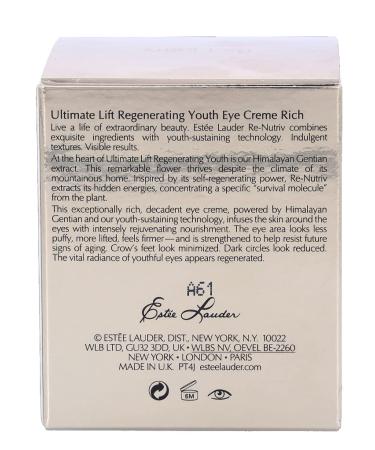 Ultimate Lift Regenerating Youth Eye Creme Rich
Live a life of extraordinary beauty. Estée Lauder Re-Nutriv combines
exquisite ingredients with youth-sustaining technology. Indulgent
textures. Visible results.
At the heart of Ultimate Lift Regenerating Youth is our Himalayan Gentian
extract. This remarkable flower thrives despite the climate of its
mountainous home. Inspired by its self-regenerating power, Re-Nutriv
extracts its hidden energies, concentrating a specific “survival molecule”
from the plant.
This exceptionally rich, decadent eye creme, powered by Himalayan
Gentian and our youth-sustaining technology, infuses the skin around the
eyes with intensely rejuvenating nourishment. The eye area looks less
puffy, more lifted, feels firmer—and is strengthened to help resist future
signs of aging. Crow's feet look minimized. Dark circles look reduced.
The vital radiance of youthful eyes appears regenerated.
A61
Estée Lauder
© ESTÉE LAUDER, DIST., NEW YORK, N.Y. 10022
WLB LTD, GU32 3DD, UK • WLBS NV, OEVEL BE-2260
NEW YORK • LONDON • PARIS
MADE IN U.K. PT4J esteelauder.com
6M